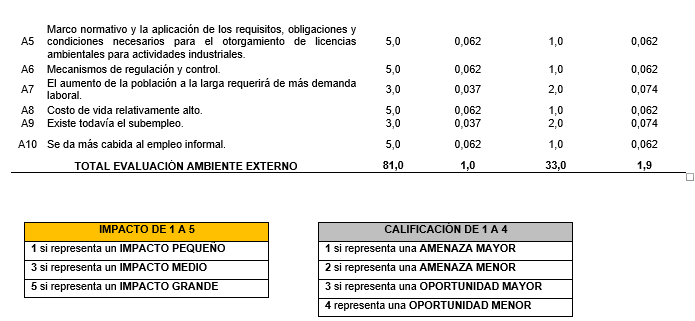 Marco normativo y la aplicación de los requisitos, obligaciones y
A5 condiciones necesarios para el otorgamiento de licencias 5,0 0,062 1,0 0,062
ambientales para actividades industriales.
A6 Mecanismos de regulación y control. 5,0 0,062 1,0 0,062
A7 El aumento de la población a la larga requerirá de más demanda 3,0 0,037 2,0 0,074
laboral.
A8 Costo de vida relativamente alto. 5,0 0,062 1,0 0,062
A9 Existe todavía el subempleo. 3,0 0,037 2,0 0,074
A10 Se da más cabida al empleo informal. 5,0 0,062 1,0 0,062
TOTAL EVALUACIÓN AMBIENTE EXTERNO 81,0 1,0 33,0 1,9
IMPACTO DE 1 A 5
1 si representa un IMPACTO PEQUEÑO
3 si representa un IMPACTO MEDIO
5 si representa un IMPACTO GRANDE
CALIFICACIÓN DE 1 A 4
1 si representa una AMENAZA MAYOR
2 si representa una AMENAZA MENOR
3 si representa una OPORTUNIDAD MAYOR
4 representa una OPORTUNIDAD MENOR